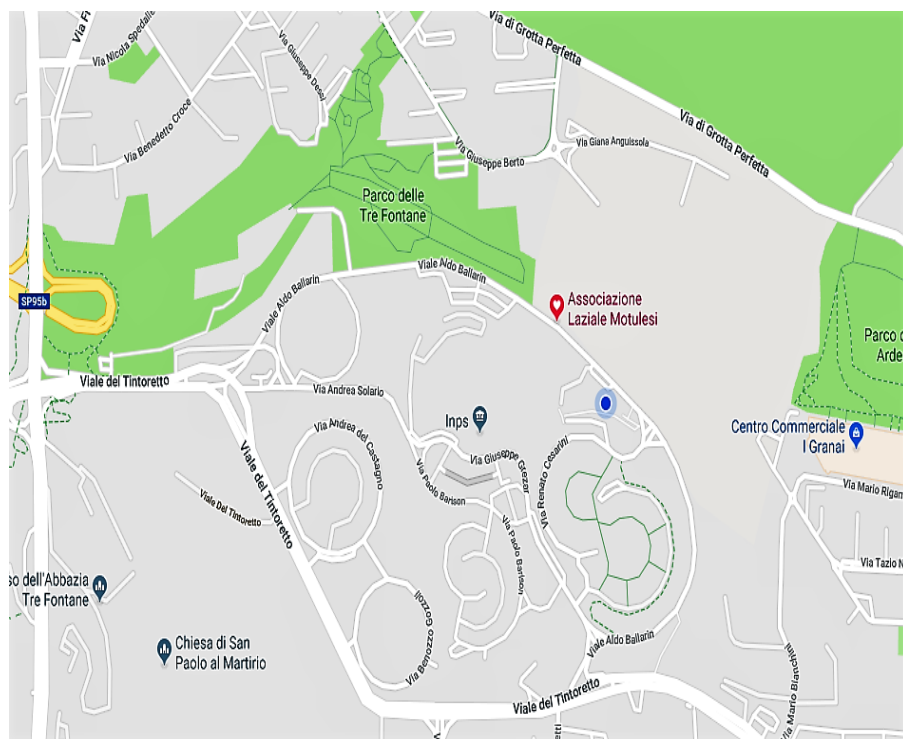 Via di Grotta Perfetta
Via Nicola Spedali
Via Giuseppe Dessì
Via Benedetto Croce
Via di Grotta Perfetta
Via Giuseppe Berto
Via Giana Anguissola
Parco delle
Tre Fontane
Viale Aldo Ballarin
Viale Aldo Ballarin
SP95b
Associazione
Laziale Motulesi
Parco
Arde
Viale del Tintoretto
Via Andrea Solario
Inps
Via Andrea del Castagno
Centro Commerciale
I Granai
Via Giuseppe Grezar
Via Renato Cesarini
Via Paolo Barison
Via Mario Rigam
Viale del Tintoretto
Viale Del Tintoretto
Via Paolo Barison
Via Tazio N
so dell'Abbazia
Tre Fontane
Via Benozzo Gozzoli
Chiesa di San
Paolo al Martirio
Viale Aldo Ballarin
Via Mario Bianchini
Viale del Tintoretto